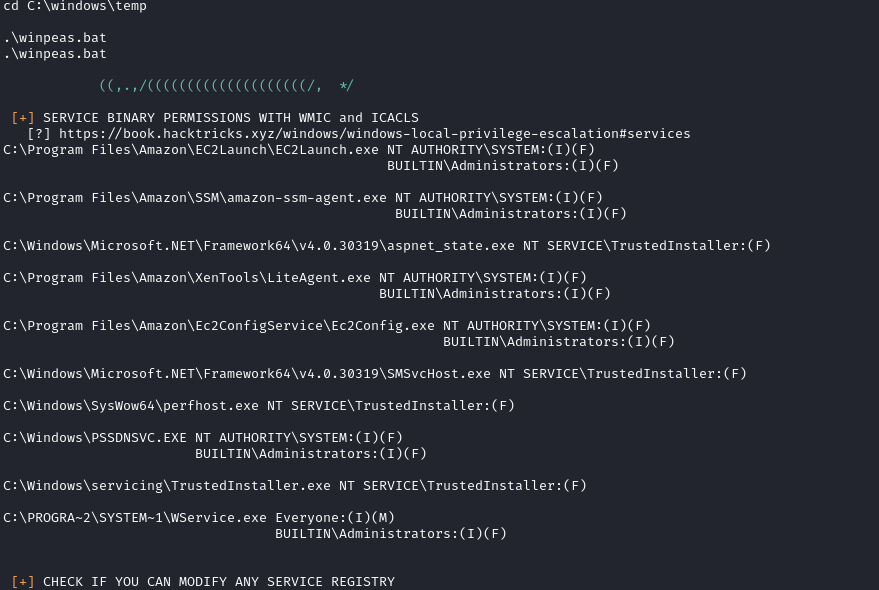 cd C:\windows\temp
.\winpeas.bat
.\winpeas.bat
((,.,/((((((((((((((((((((/,  */
[+] SERVICE BINARY PERMISSIONS WITH WMIC and ICACLS
[?] https://book.hacktricks.xyz/windows/windows-local-privilege-escalation#services
C:\Program Files\Amazon\EC2Launch\EC2Launch.exe NT AUTHORITY\SYSTEM:(I)(F)
BUILTIN\Administrators:(I)(F)
C:\Program Files\Amazon\SSM\amazon-ssm-agent.exe NT AUTHORITY\SYSTEM:(I)(F)
BUILTIN\Administrators:(I)(F)
C:\Windows\Microsoft.NET\Framework64\v4.0.30319\aspnet_state.exe NT SERVICE\TrustedInstaller:(F)
C:\Program Files\Amazon\XenTools\LiteAgent.exe NT AUTHORITY\SYSTEM:(I)(F)
BUILTIN\Administrators:(I)(F)
C:\Program Files\Amazon\Ec2ConfigService\Ec2Config.exe NT AUTHORITY\SYSTEM:(I)(F)
BUILTIN\Administrators:(I)(F)
C:\Windows\Microsoft.NET\Framework64\v4.0.30319\SMSvcHost.exe NT SERVICE\TrustedInstaller:(F)
C:\Windows\SysWow64\perfhost.exe NT SERVICE\TrustedInstaller:(F)
C:\Windows\PSSDNSVC.EXE NT AUTHORITY\SYSTEM:(I)(F)
BUILTIN\Administrators:(I)(F)
C:\Windows\servicing\TrustedInstaller.exe NT SERVICE\TrustedInstaller:(F)
C:\PROGRA~2\SYSTEM~1\WService.exe Everyone:(I)(M)
BUILTIN\Administrators:(I)(F)
[+] CHECK IF YOU CAN MODIFY ANY SERVICE REGISTRY